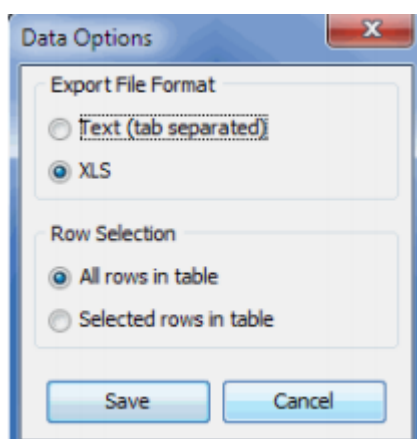 Data Options
Export File Format
Text (tab separated)
XLS
Row Selection
All rows in table
Selected rows in table
Save Cancel